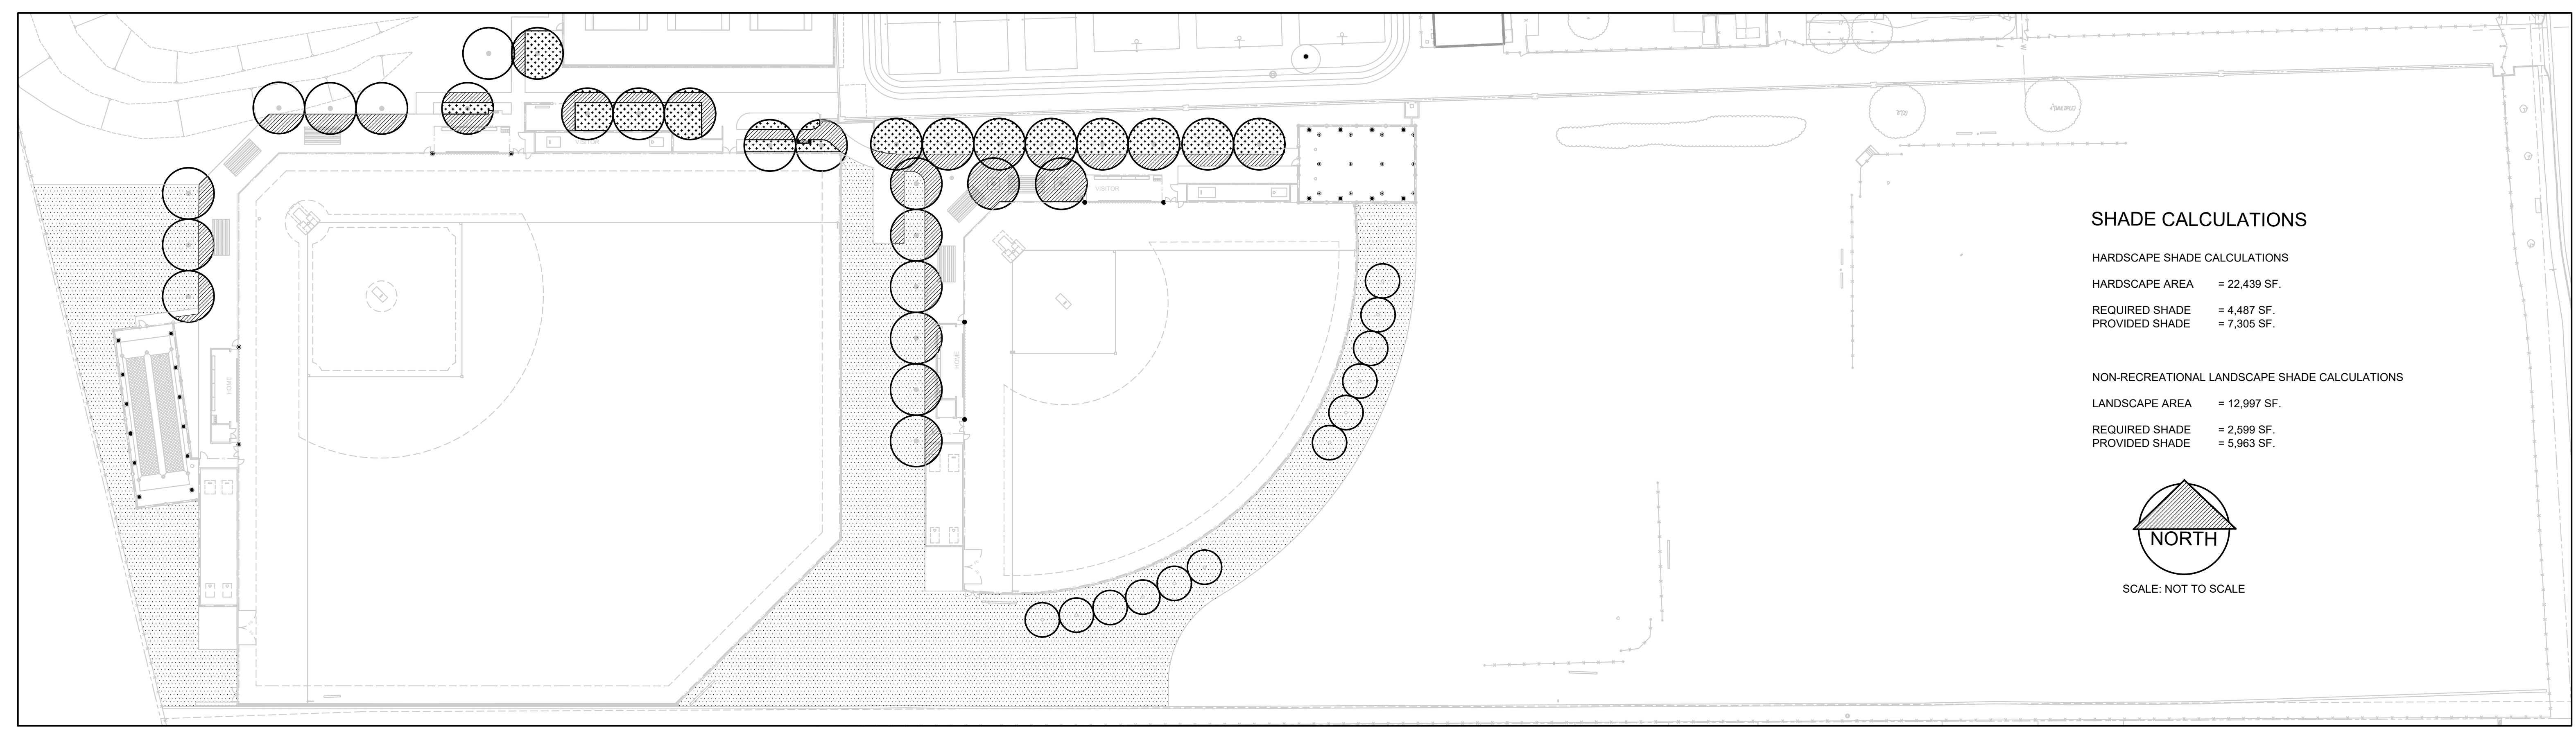 VISITOR
VISITOR
HOME
HOME
SHADE CALCULATIONS
HARDSCAPE SHADE CALCULATIONS
HARDSCAPE AREA = 22,439 SF.
REQUIRED SHADE = 4,487 SF.
PROVIDED SHADE = 7,305 SF.
NON-RECREATIONAL LANDSCAPE SHADE CALCULATIONS
LANDSCAPE AREA = 12,997 SF.
REQUIRED SHADE = 2,599 SF.
PROVIDED SHADE = 5,963 SF.
NORTH
SCALE: NOT TO SCALE